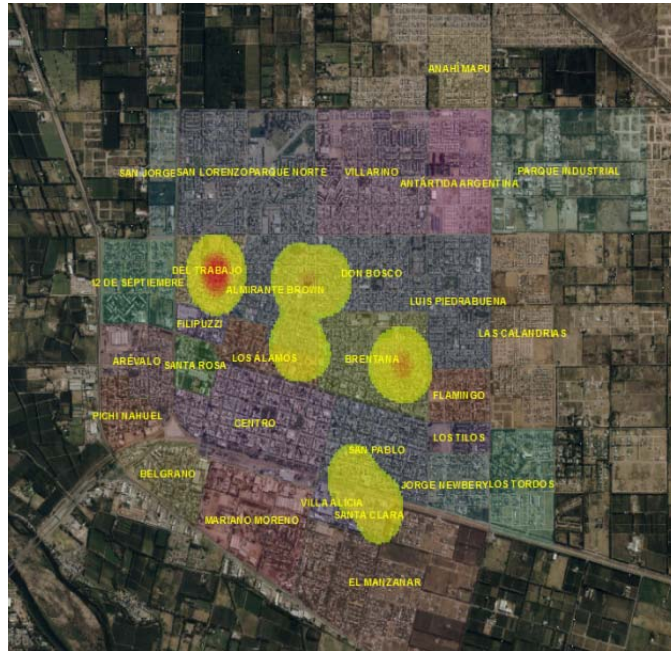 ANAHÍ MAPU
SAN JORGE
SAN LORENZO
PARQUE NORTE
VILLARINO
ANTÁRTIDA ARGENTINA
PARQUE INDUSTRIAL
DEL TRABAJO
12 DE SEPTIEMBRE
ALMIRANTE BROWN
DON BOSCO
LUIS PIEDRABUENA
FILIPUZZI
LAS CALANDRIAS
ARÉVALO
SANTA ROSA
LOS ÁLAMOS
BRENTANA
FLAMINGO
PICHI NAHUEL
CENTRO
LOS TILOS
SAN PABLO
BELGRANO
JORGE NEWBERY
LOS TORDOS
VILLA ALICIA
SANTA CLARA
MARIANO MORENO
EL MANZANAR